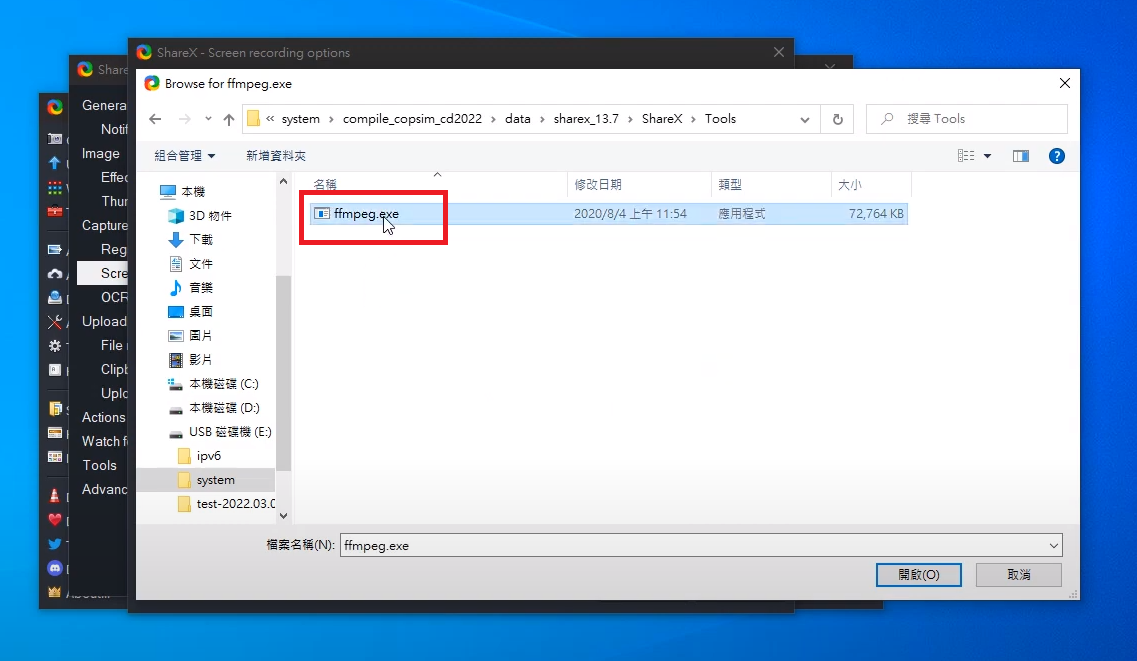 ShareX - Screen recording options
Share
Browse for ffmpeg.exe
« system › compile_copsim_cd2022 › data › sharex_13.7 › ShareX › Tools
搜尋 Tools
組合管理 新增資料夾
Genera
Notif
Image
Effec
Thur
Capture
Reg
Scre
OCR
Upload
File
Clipb
Uplo
Actions
Watch f
Tools
Advanc
本機
3D 物件
下載
文件
音樂
桌面
圖片
影片
本機磁碟 (C:)
本機磁碟 (D:)
USB 磁碟機 (E:)
ipv6
system
test-2022.03.0
名稱 修改日期 類型 大小
ffmpeg.exe 2020/8/4 上午 11:54 應用程式 72,764 KB
檔案名稱(N): ffmpeg.exe
開啟(O) 取消
About...